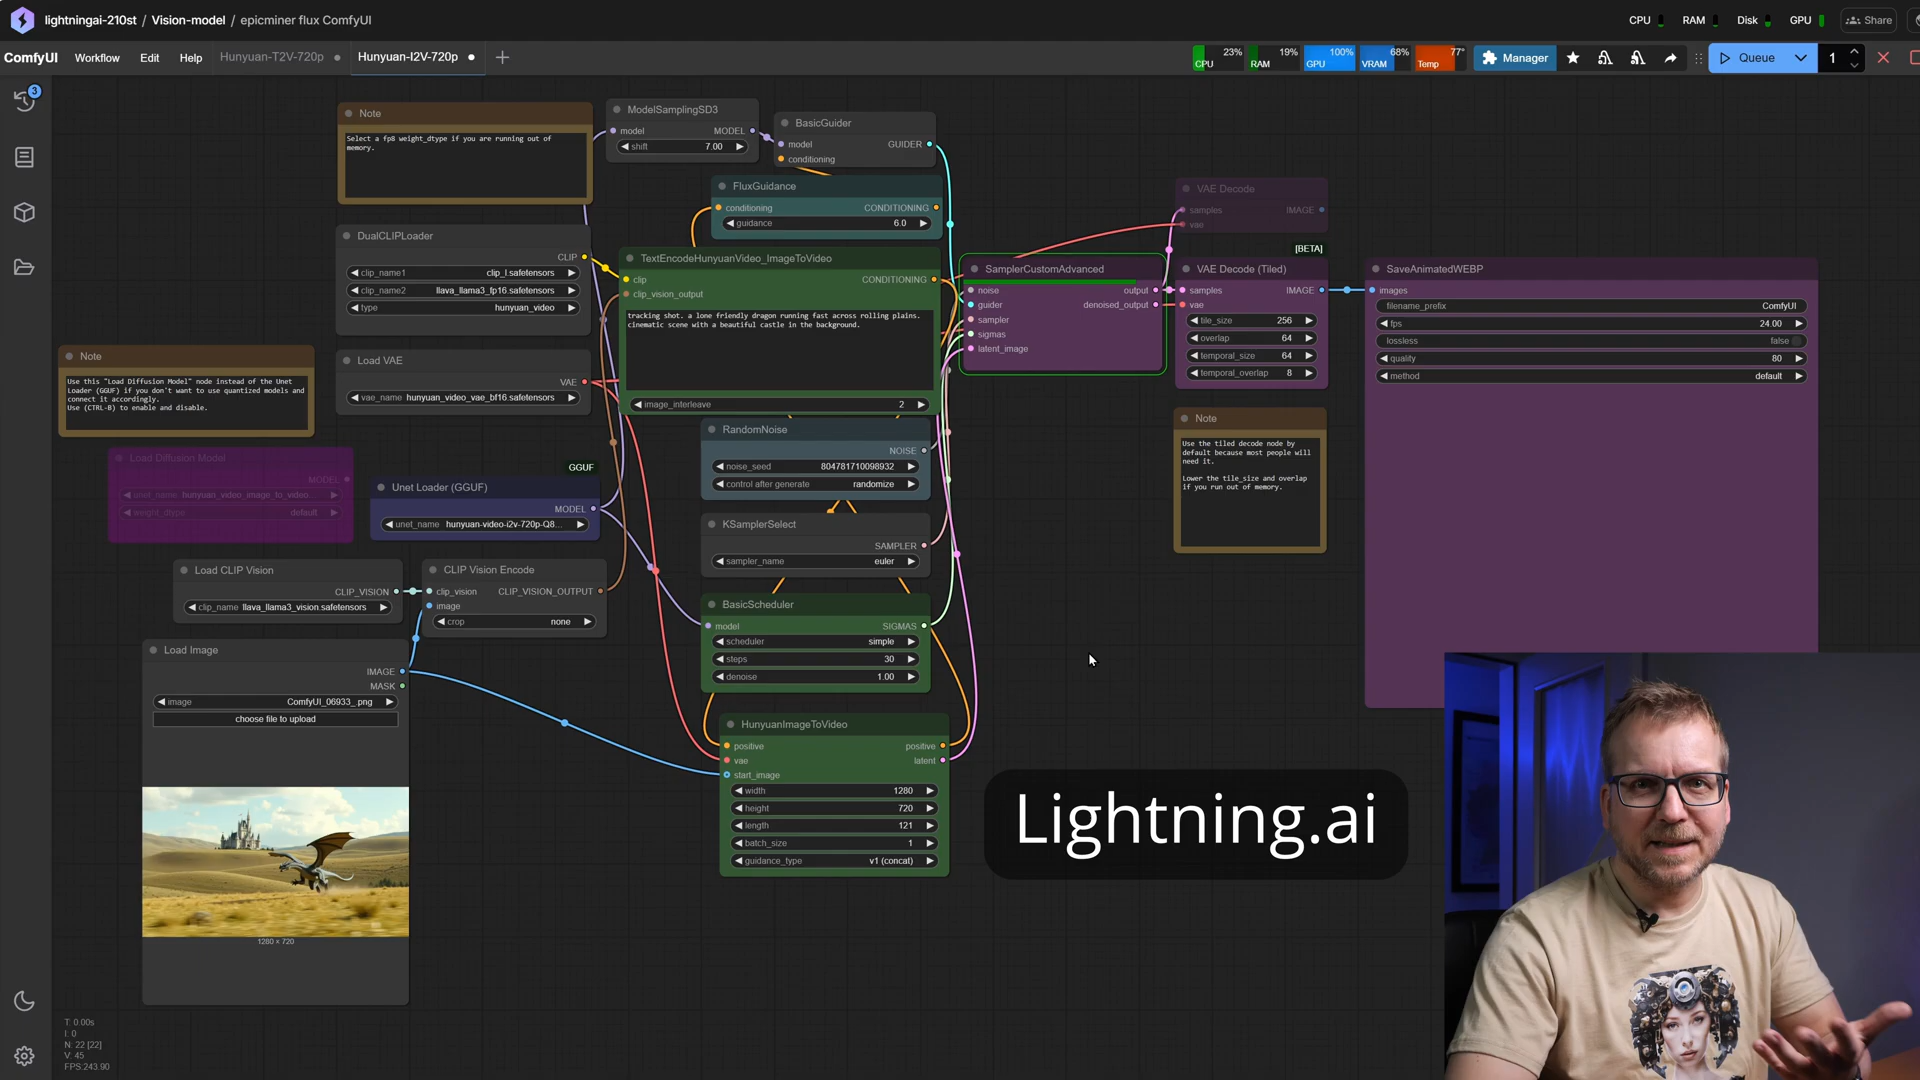 lightningai-210st / Vision-model / epicminer flux ComfyUI
CPU RAM Disk GPU Share
ComfyUI Workflow Edit Help Hunyuan-T2V-720p Hunyuan-I2V-720p
CPU 23% RAM 19% GPU 100% VRAM 68% Temp 77° Manager Queue 1
3
Note
Select a fp8 weight_dtype if you are running out of
memory.
ModelSamplingSD3
model MODEL
shift 7.00
BasicGuider
model GUIDER
conditioning
FluxGuidance
conditioning CONDITIONING
guidance 6.0
DualCLIPLoader
CLIP
clip_name1 clip_l.safetensors
clip_name2 llava_llama3_fp16.safetensors
type hunyuan_video
TextEncodeHunyuanVideo_ImageToVideo
clip CONDITIONING
clip_vision_output
tracking shot. a lone friendly dragon running fast across rolling plains.
cinematic scene with a beautiful castle in the background.
image_interleave 2
Load VAE
VAE
vae_name hunyuan_video_vae_bf16.safetensors
Note
Use this "Load Diffusion Model" node instead of the Unet
Loader (GGUF) if you don't want to use quantized models and
connect it accordingly.
Use (CTRL-B) to enable and disable.
Load Diffusion Model
MODEL
unet_name hunyuan_video_image_to_video...
weight_dtype default
GGUF
Unet Loader (GGUF)
MODEL
unet_name hunyuan-video-i2v-720p-Q8...
RandomNoise
NOISE
noise_seed 804781710098932
control after generate randomize
KSamplerSelect
SAMPLER
sampler_name euler
BasicScheduler
model SIGMAS
scheduler simple
steps 30
denoise 1.00
Load CLIP Vision
CLIP_VISION
clip_name llava_llama3_vision.safetensors
CLIP Vision Encode
clip_vision CLIP_VISION_OUTPUT
image
crop none
Load Image
IMAGE
MASK
image ComfyUI_06933_.png
choose file to upload
1280 x 720
HunyuanImageToVideo
positive positive
vae latent
start_image
width 1280
height 720
length 121
batch_size 1
guidance_type v1 (concat)
SamplerCustomAdvanced
noise output
guider denoised_output
sampler
sigmas
latent_image
VAE Decode
samples IMAGE
vae
[BETA]
VAE Decode (Tiled)
samples IMAGE
vae
tile_size 256
overlap 64
temporal_size 64
temporal_overlap 8
Note
Use the tiled decode node by
default because most people will
need it.
Lower the tile_size and overlap
if you run out of memory.
SaveAnimatedWEBP
images
filename_prefix ComfyUI
fps 24.00
lossless false
quality 80
method default
Lightning.ai
T: 0.00s
I: 0
N: 22 [22]
V: 45
FPS:243.90